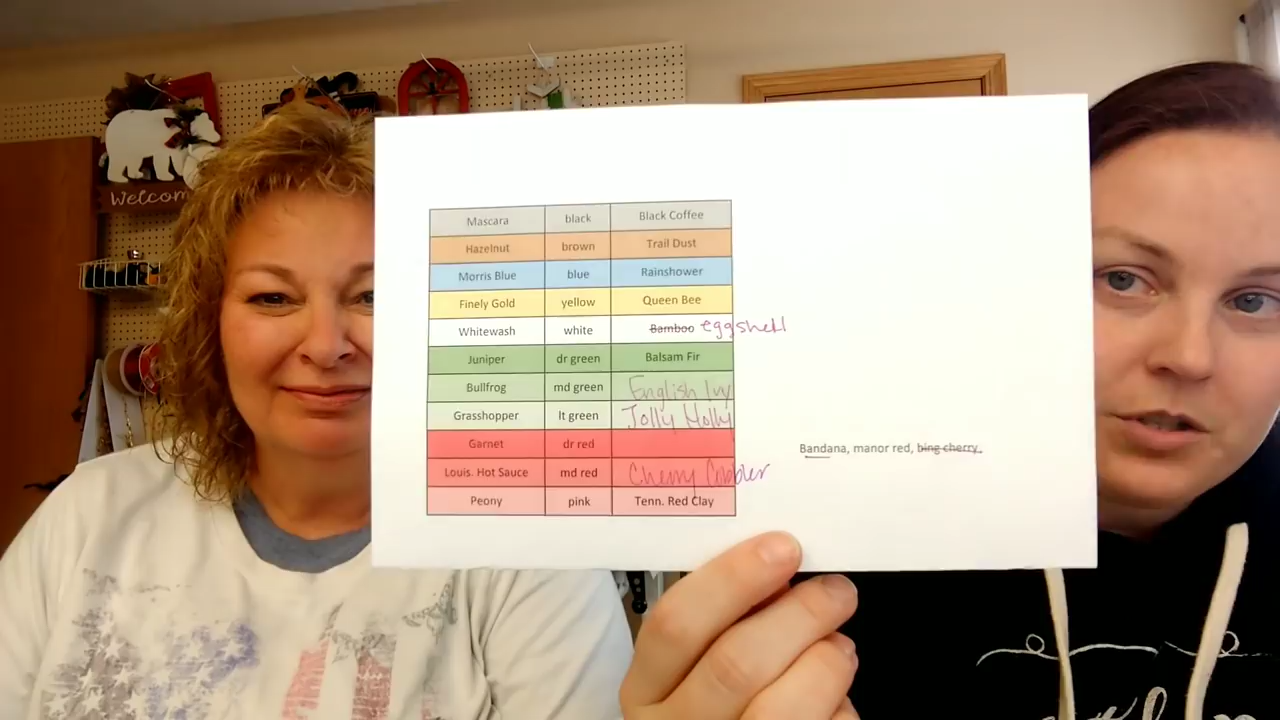 Welcom
Mascara black Black Coffee
Hazelnut brown Trail Dust
Morris Blue blue Rainshower
Finely Gold yellow Queen Bee
Whitewash white Bamboo eggshell
Juniper dr green Balsam Fir
Bullfrog md green English Ivy
Grasshopper lt green Jolly Holly
Garnet dr red
Bandana, manor red, bing cherry,
Louis. Hot Sauce md red Cherry Cobbler
Peony pink Tenn. Red Clay